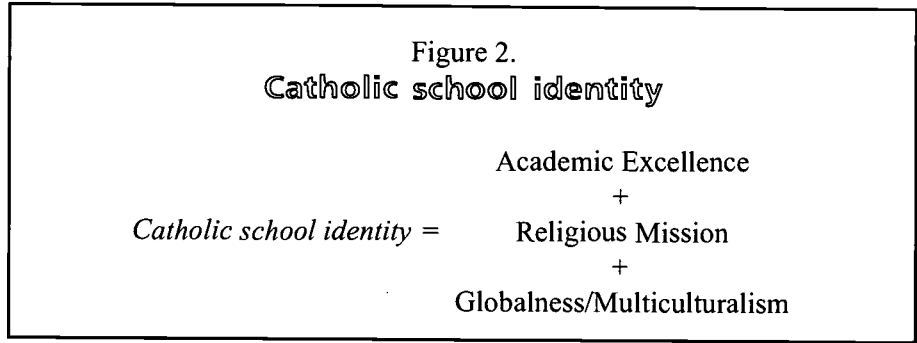 Figure 2.
Catholic school identity
Academic Excellence
+
Catholic school identity = Religious Mission
+
Globalness/Multiculturalism